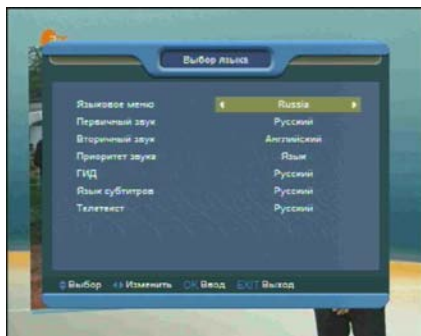 Выбор языка
Языковое меню Russia
Первичный звук Русский
Вторичный звук Английский
Приоритет звука Язык
ГИД Русский
Язык субтитров Русский
Телетекст Русский
Выбор Изменить OK Ввод EXIT Выход